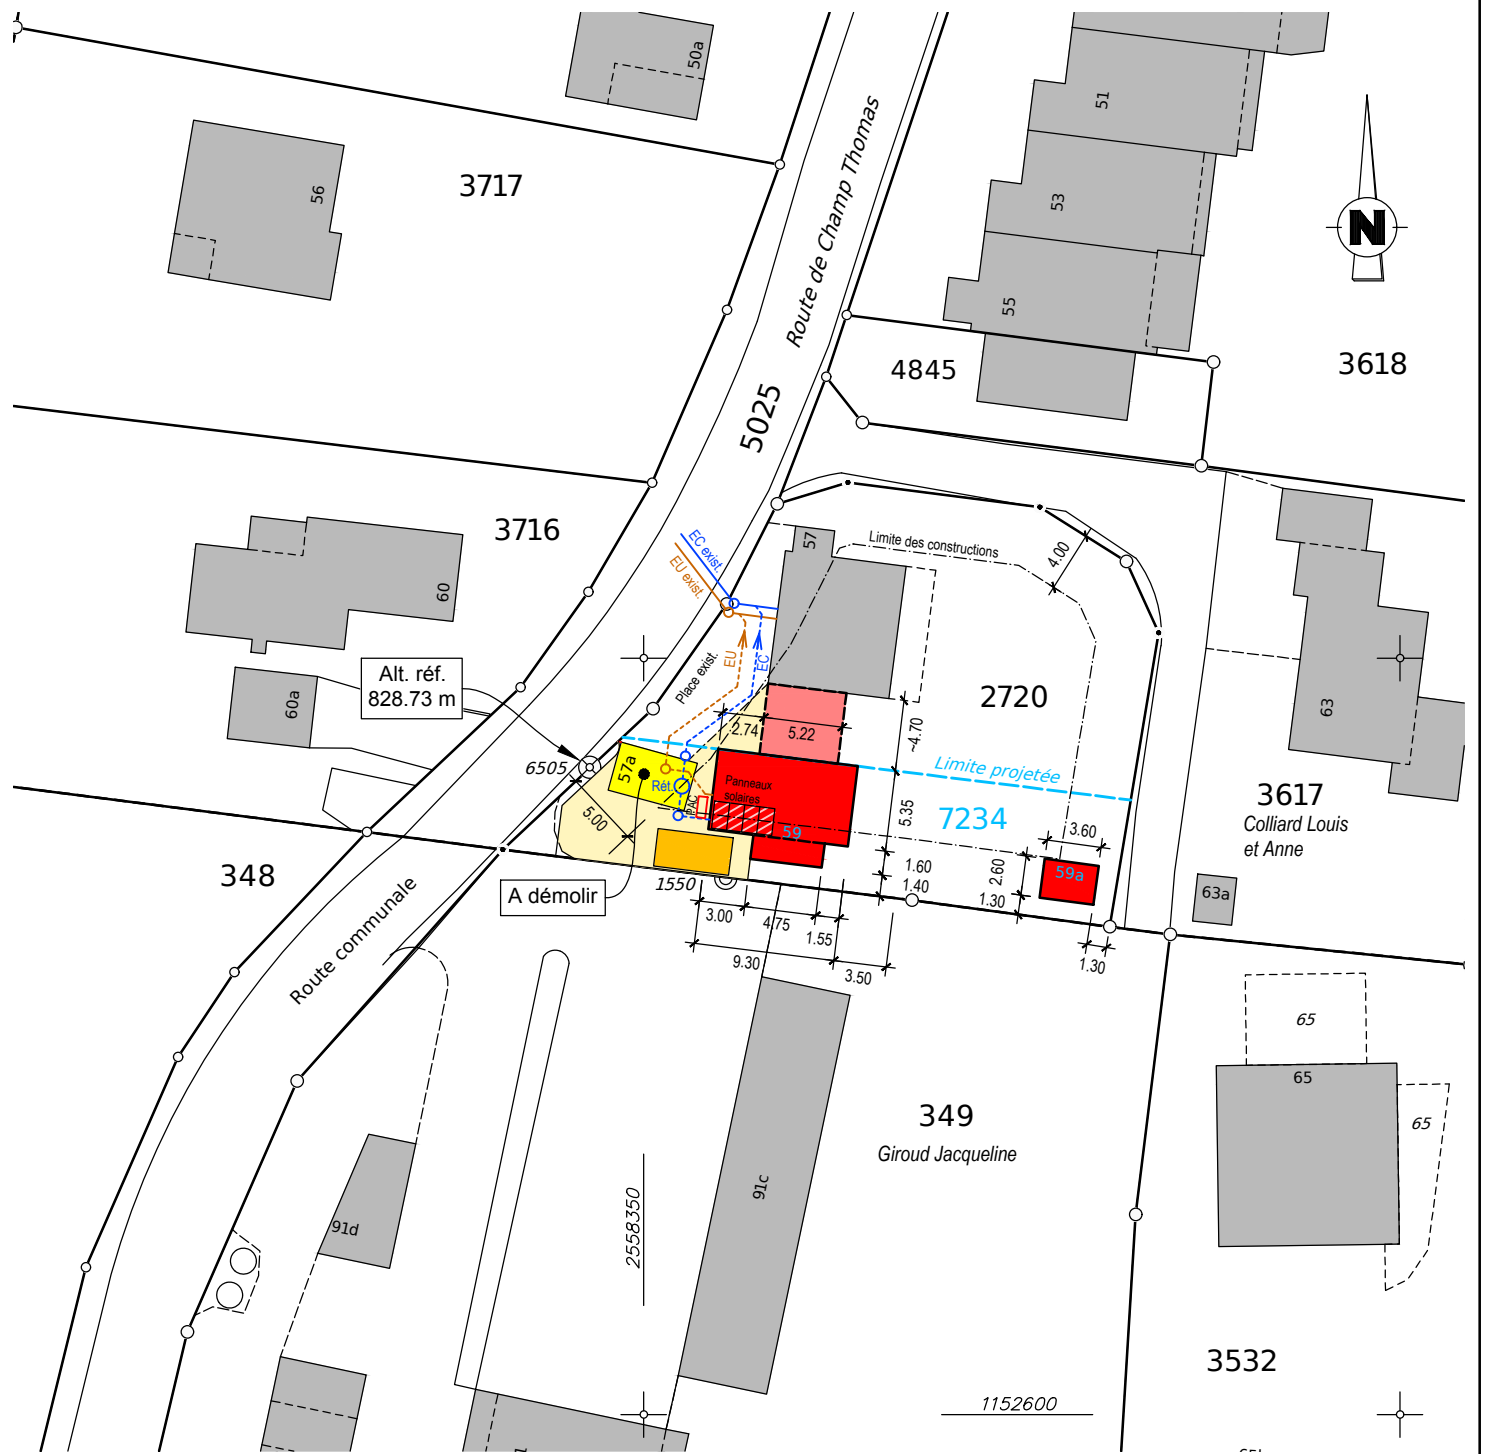 50a
51
56
3717
Route de Champ Thomas
53
N
55
4845
3618
5025
3716
EC exist.
EU exist.
57
Limite des constructions
4.00
60
EU
EC
Place exist.
Alt. réf.
828.73 m
60a
2720
63
2.74
5.22
~4.70
6505
57a
Limite projetée
Rét.
PAC
Panneaux
solaires
59
5.35
7234
3617
Colliard Louis
et Anne
5.00
3.60
348
1550
1.60
1.40
2.60
1.30
59a
63a
A démolir
3.00
4.75
1.55
9.30
3.50
1.30
Route communale
65
65
65
349
Giroud Jacqueline
91c
91d
2558350
3532
1152600